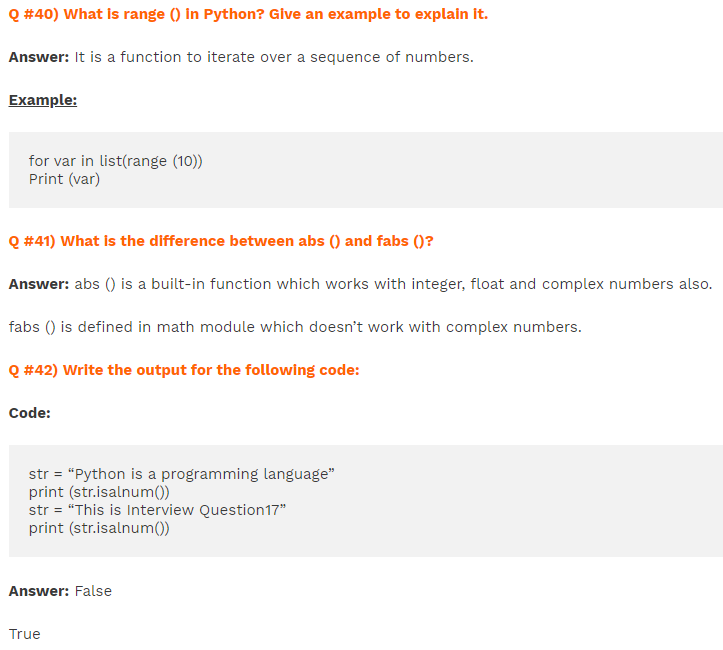 Q #40) What is range () in Python? Give an example to explain it.
Answer: It is a function to iterate over a sequence of numbers.
Example:
for var in list(range (10))
Print (var)
Q #41) What is the difference between abs () and fabs ()?
Answer: abs () is a built-in function which works with integer, float and complex numbers also.
fabs () is defined in math module which doesn’t work with complex numbers.
Q #42) Write the output for the following code:
Code:
str = “Python is a programming language”
print (str.isalnum())
str = “This is Interview Question17”
print (str.isalnum())
Answer: False
True